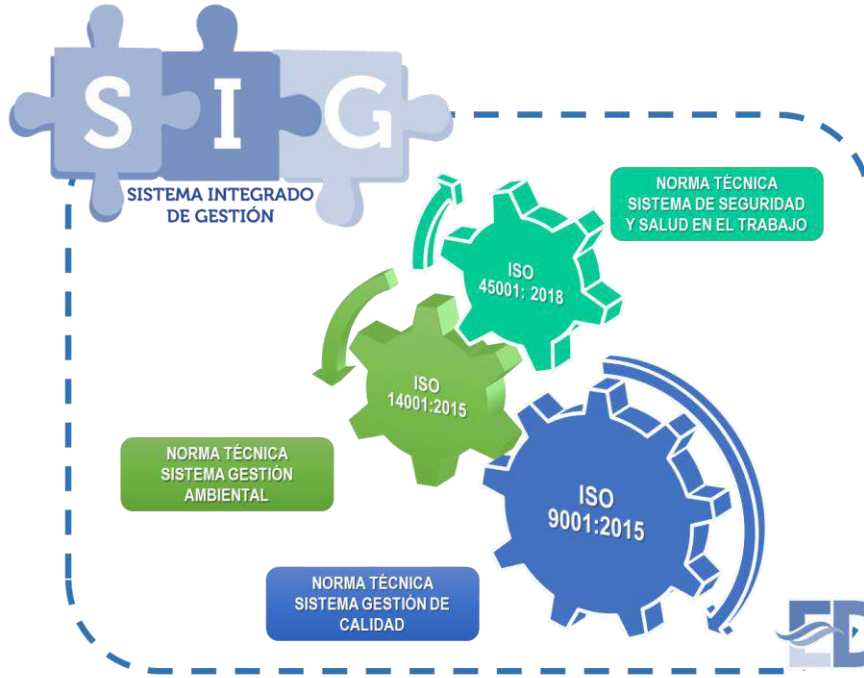 SIG
SISTEMA INTEGRADO
DE GESTIÓN
NORMA TÉCNICA
SISTEMA DE SEGURIDAD
Y SALUD EN EL TRABAJO
ISO
45001: 2018
ISO
14001:2015
NORMA TÉCNICA
SISTEMA GESTIÓN
AMBIENTAL
ISO
9001:2015
NORMA TÉCNICA
SISTEMA GESTIÓN DE
CALIDAD